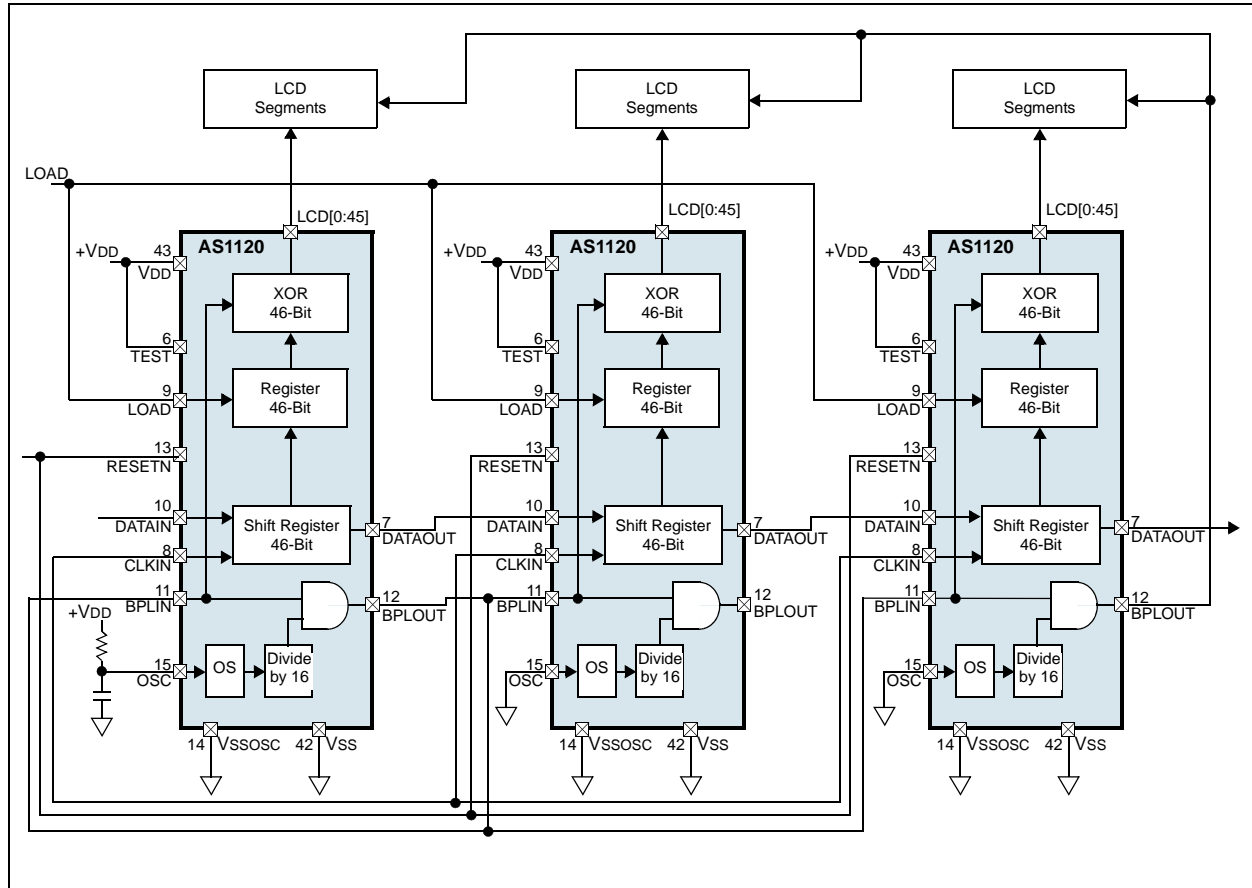 LCD
Segments
LCD
Segments
LCD
Segments
LOAD
LCD[0:45]
LCD[0:45]
LCD[0:45]
AS1120
+VDD
43
VDD
XOR
46-Bit
6
TEST
9
LOAD
Register
46-Bit
13
RESETN
10
DATAIN
Shift Register
46-Bit
7
DATAOUT
8
CLKIN
11
BPLIN
12
BPLOUT
+VDD
15
OSC
OS
Divide
by 16
14
VSSOSC
42
VSS
AS1120
+VDD
43
VDD
XOR
46-Bit
6
TEST
9
LOAD
Register
46-Bit
13
RESETN
10
DATAIN
Shift Register
46-Bit
7
DATAOUT
8
CLKIN
11
BPLIN
12
BPLOUT
15
OSC
OS
Divide
by 16
14
VSSOSC
42
VSS
AS1120
+VDD
43
VDD
XOR
46-Bit
6
TEST
9
LOAD
Register
46-Bit
13
RESETN
10
DATAIN
Shift Register
46-Bit
7
DATAOUT
8
CLKIN
11
BPLIN
12
BPLOUT
15
OSC
OS
Divide
by 16
14
VSSOSC
42
VSS